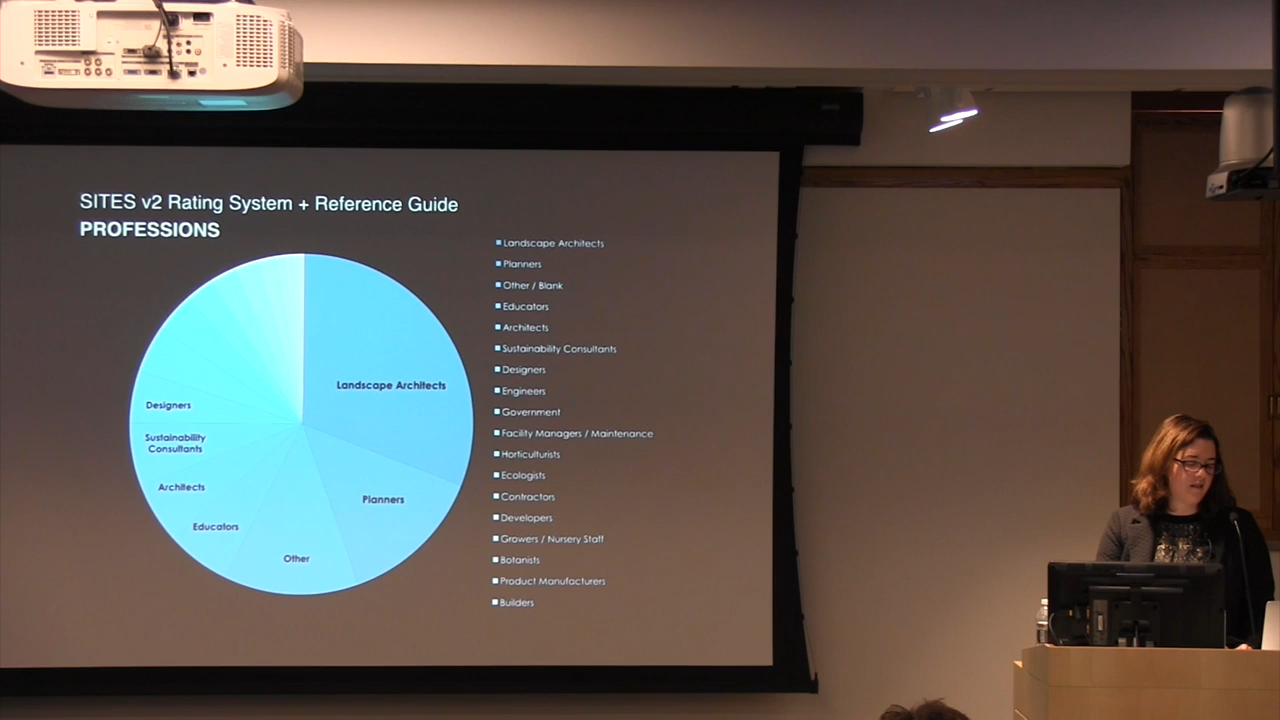 SITES v2 Rating System + Reference Guide
PROFESSIONS
Landscape Architects
Planners
Other / Blank
Educators
Architects
Sustainability Consultants
Designers
Engineers
Government
Facility Managers / Maintenance
Horticulturists
Ecologists
Contractors
Developers
Growers / Nursery Staff
Botanists
Product Manufacturers
Builders
Landscape Architects
Planners
Other
Educators
Architects
Sustainability
Consultants
Designers